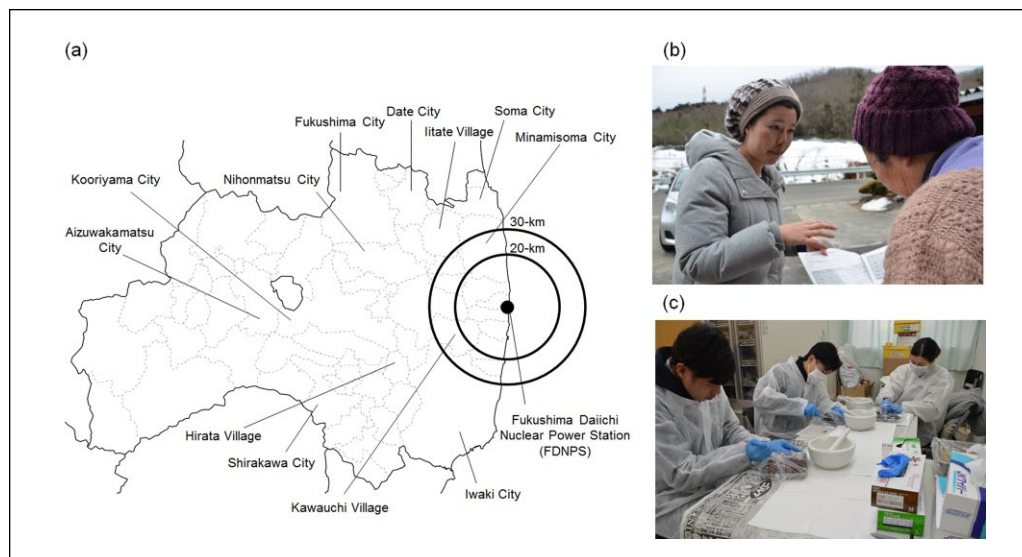 (a)
(b)
Date City
Soma City
Fukushima City
Iitate Village
Minamisoma City
Kooriyama City
Nihonmatsu City
30-km
Aizuwakamatsu
City
20-km
(c)
Fukushima Daiichi
Nuclear Power Station
(FDNPS)
Hirata Village
Shirakawa City
Iwaki City
Kawauchi Village